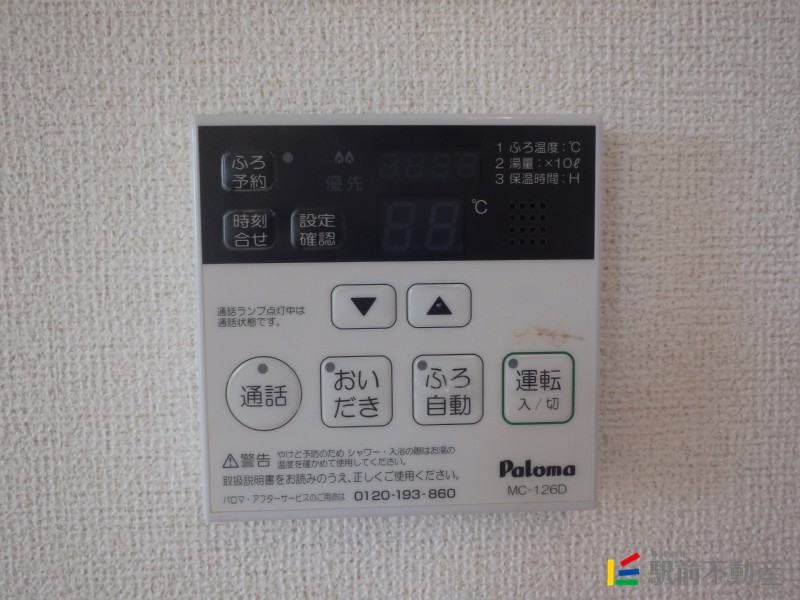 ふろ
予約
優先
1 ふろ温度:℃
2 湯量:×10ℓ
3 保温時間:H
時刻
合せ
設定
確認
℃
通話ランプ点灯中は
通話状態です。
▼
▲
通話
おい
だき
ふろ
自動
運転
入/切
⚠警告 やけど予防のため シャワー・入浴の際はお湯の
温度を確かめて使用してください。
取扱説明書をお読みのうえ、正しくご使用ください。
パロマ・アフターサービスのご用命は 0120-193-860
Paloma
MC-126D
駅前不動産